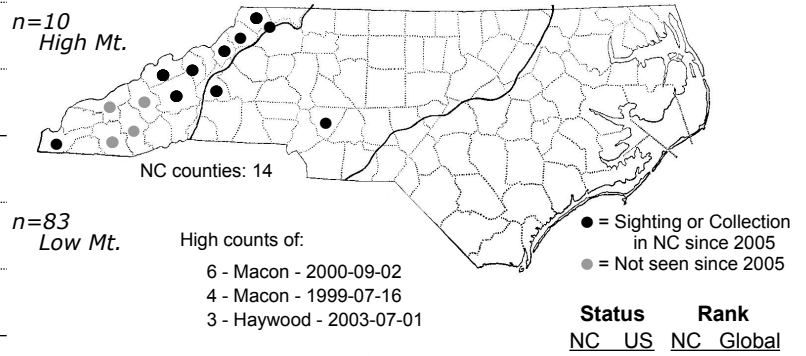 n=10
High Mt.
NC counties: 14
n=83
Low Mt.
High counts of:
6 - Macon - 2000-09-02
4 - Macon - 1999-07-16
3 - Haywood - 2003-07-01
● = Sighting or Collection
in NC since 2005
● = Not seen since 2005
Status Rank
NC US NC Global